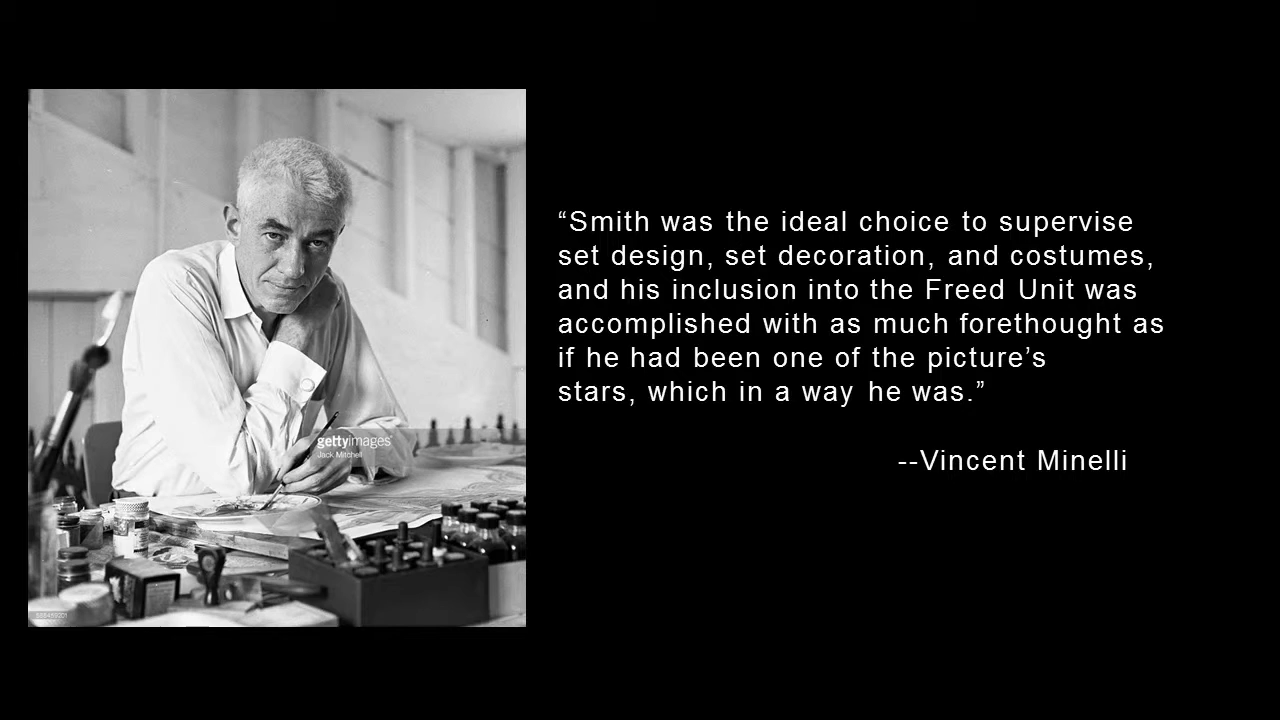 “Smith was the ideal choice to supervise
set design, set decoration, and costumes,
and his inclusion into the Freed Unit was
accomplished with as much forethought as
if he had been one of the picture’s
stars, which in a way he was.”
--Vincent Minelli
gettyimages®
Jack Mitchell